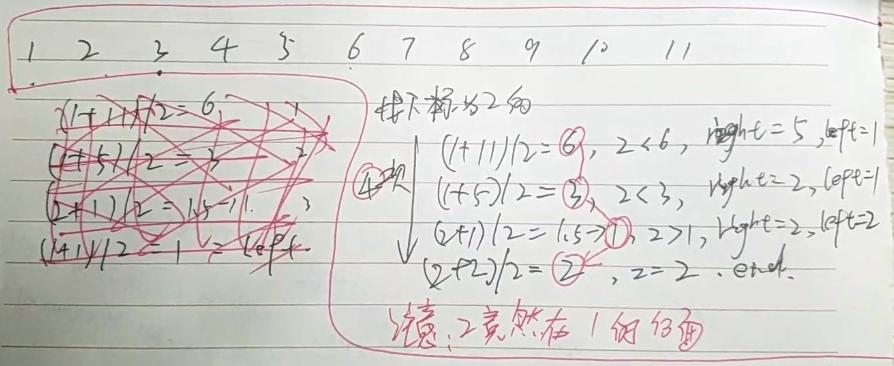 1 2 3 4 5 6 7 8 9 10 11
(1+11)/2=6, 1
(1+5)/2=3 2
(2+1)/2=1.5→1. 3
(1+1)/2=1=left.
找下标为2的
(1+11)/2=6, 2<6, right=5, left=1
④次 (1+5)/2=3, 2<3, right=2, left=1
(2+1)/2=1.5→1, 2>1, right=2, left=2
(2+2)/2=2, 2=2. end.
注意:2竟然在1的后面